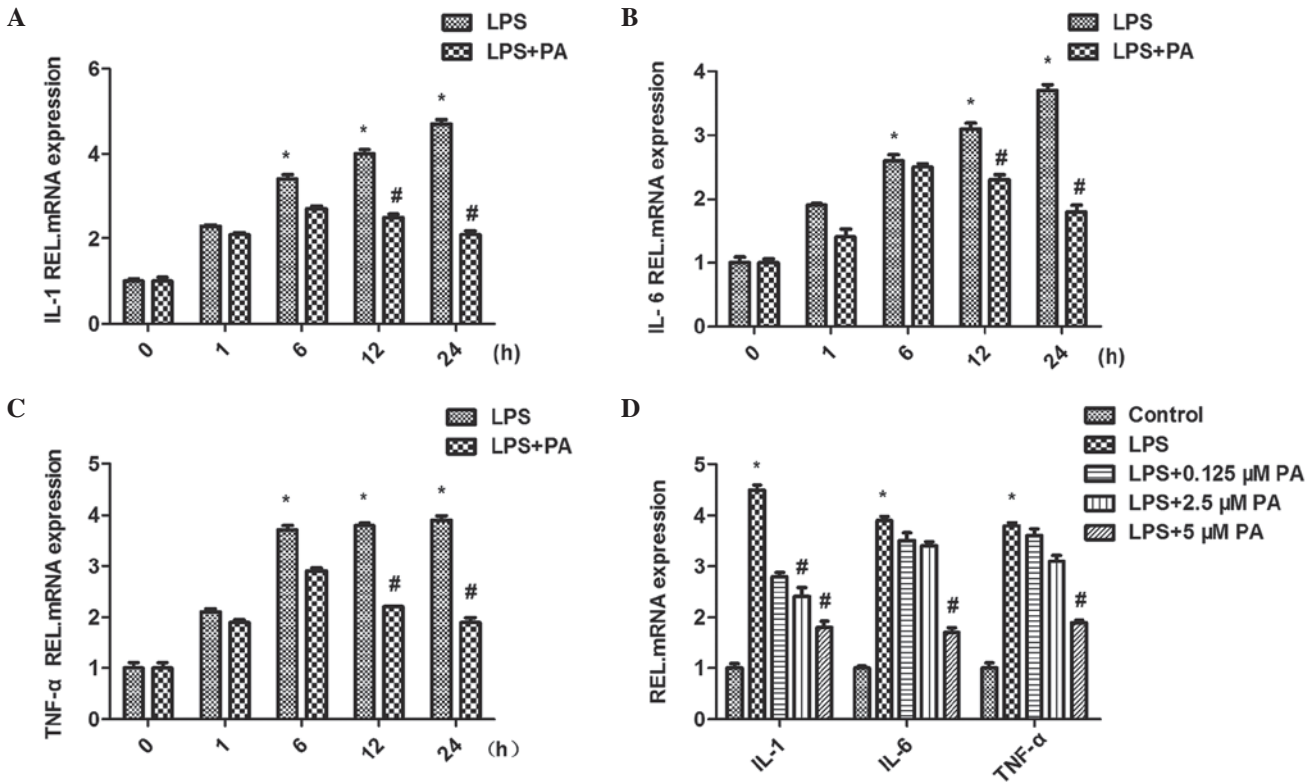 A
LPS
LPS+PA
IL-1 REL.mRNA expression
6
4
2
0
*
*
*
#
#
0 1 6 12 24 (h)
B
LPS
LPS+PA
IL- 6 REL.mRNA expression
4
3
2
1
0
*
*
*
#
#
0 1 6 12 24 (h)
C
LPS
LPS+PA
TNF-α REL.mRNA expression
5
4
3
2
1
0
* * *
# #
0 1 6 12 24 (h)
D
Control
LPS
LPS+0.125 μM PA
LPS+2.5 μM PA
LPS+5 μM PA
REL.mRNA expression
5
4
3
2
1
0
* * *
# # # #
IL-1 IL-6 TNF-α